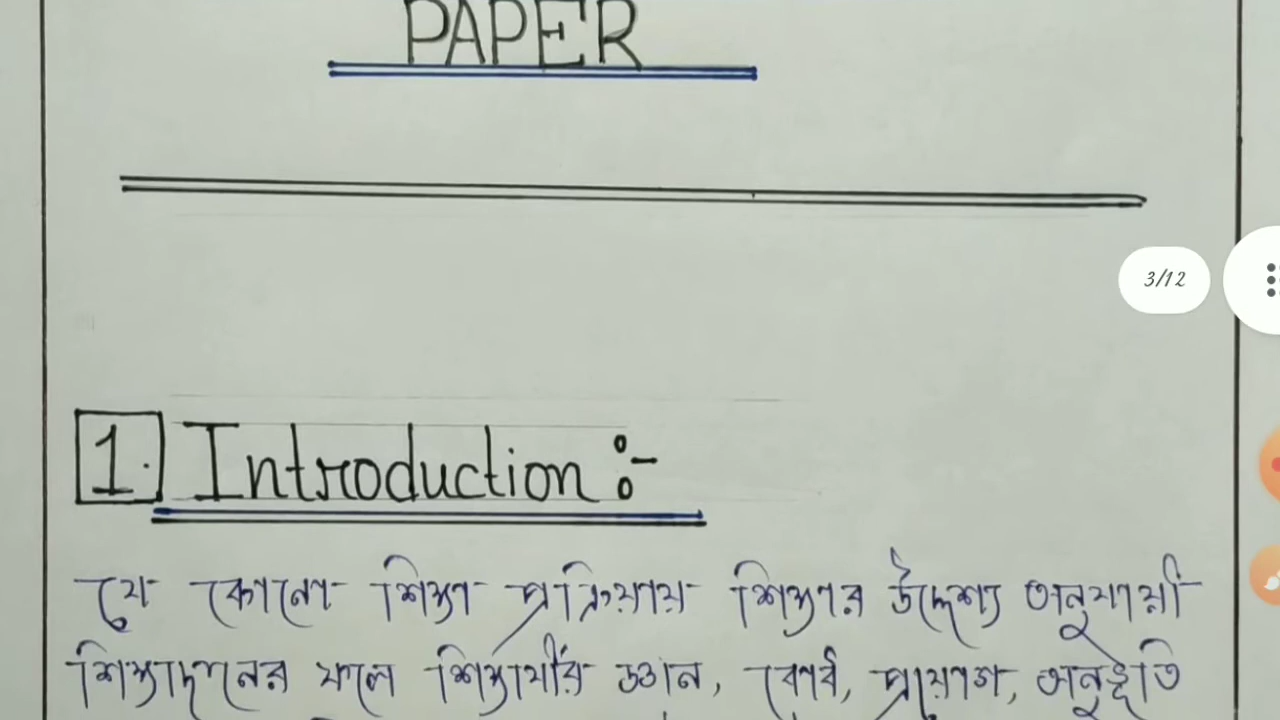 PAPER
3/12
1. Introduction :-
যে কোনো শিক্ষা প্রক্রিয়ায় শিক্ষার উদ্দেশ্য অনুযায়ী
শিক্ষাদানের ফলে শিক্ষার্থীর জ্ঞান, বোধ, প্রয়োগ, অনুভূতি